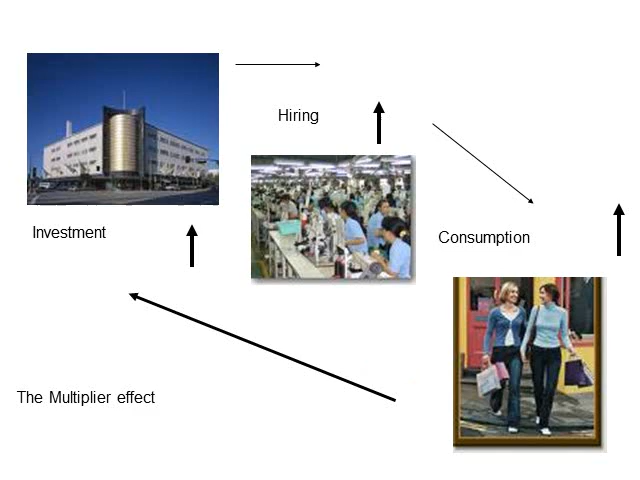 Hiring
Investment
Consumption
The Multiplier effect